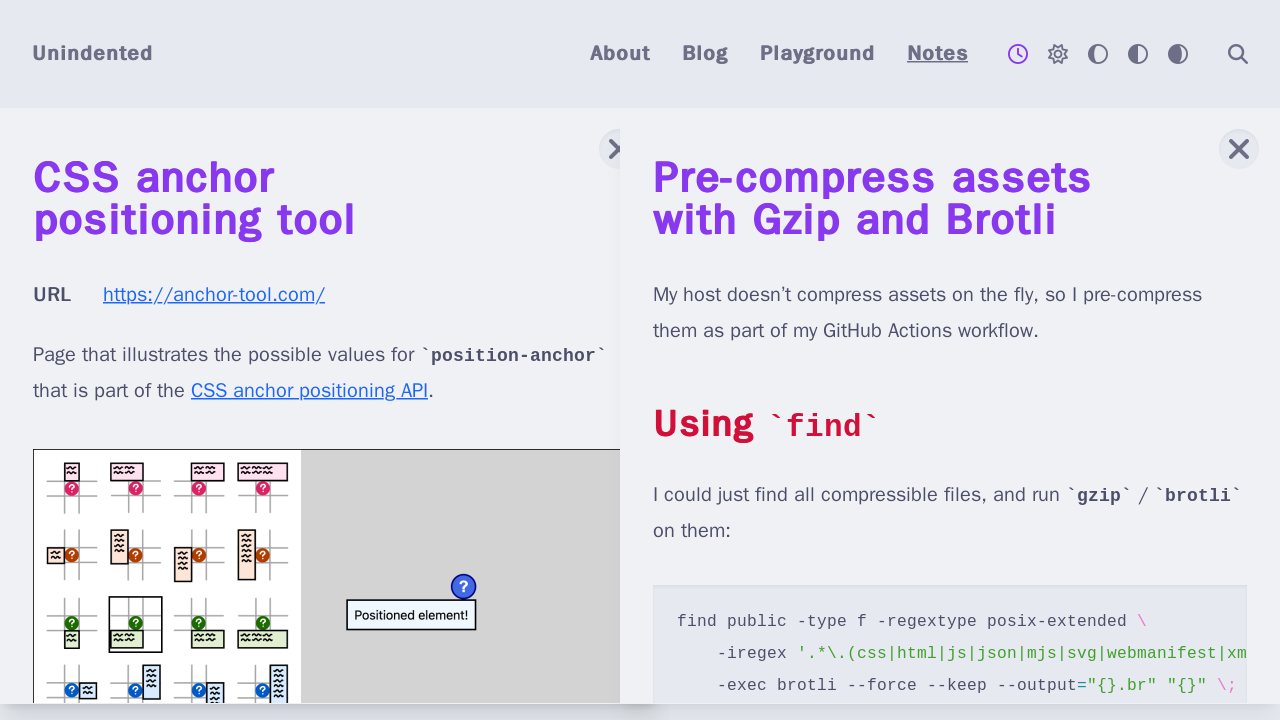 Unindented
About Blog Playground Notes
CSS anchor
positioning tool
URL https://anchor-tool.com/
Page that illustrates the possible values for `position-anchor`
that is part of the CSS anchor positioning API.
?
Positioned element!
Pre-compress assets
with Gzip and Brotli
My host doesn’t compress assets on the fly, so I pre-compress
them as part of my GitHub Actions workflow.
Using `find`
I could just find all compressible files, and run `gzip` / `brotli`
on them:
find public -type f -regextype posix-extended \
-iregex '.*\.(css|html|js|json|mjs|svg|webmanifest|xm
-exec brotli --force --keep --output="{}.br" "{}" \;